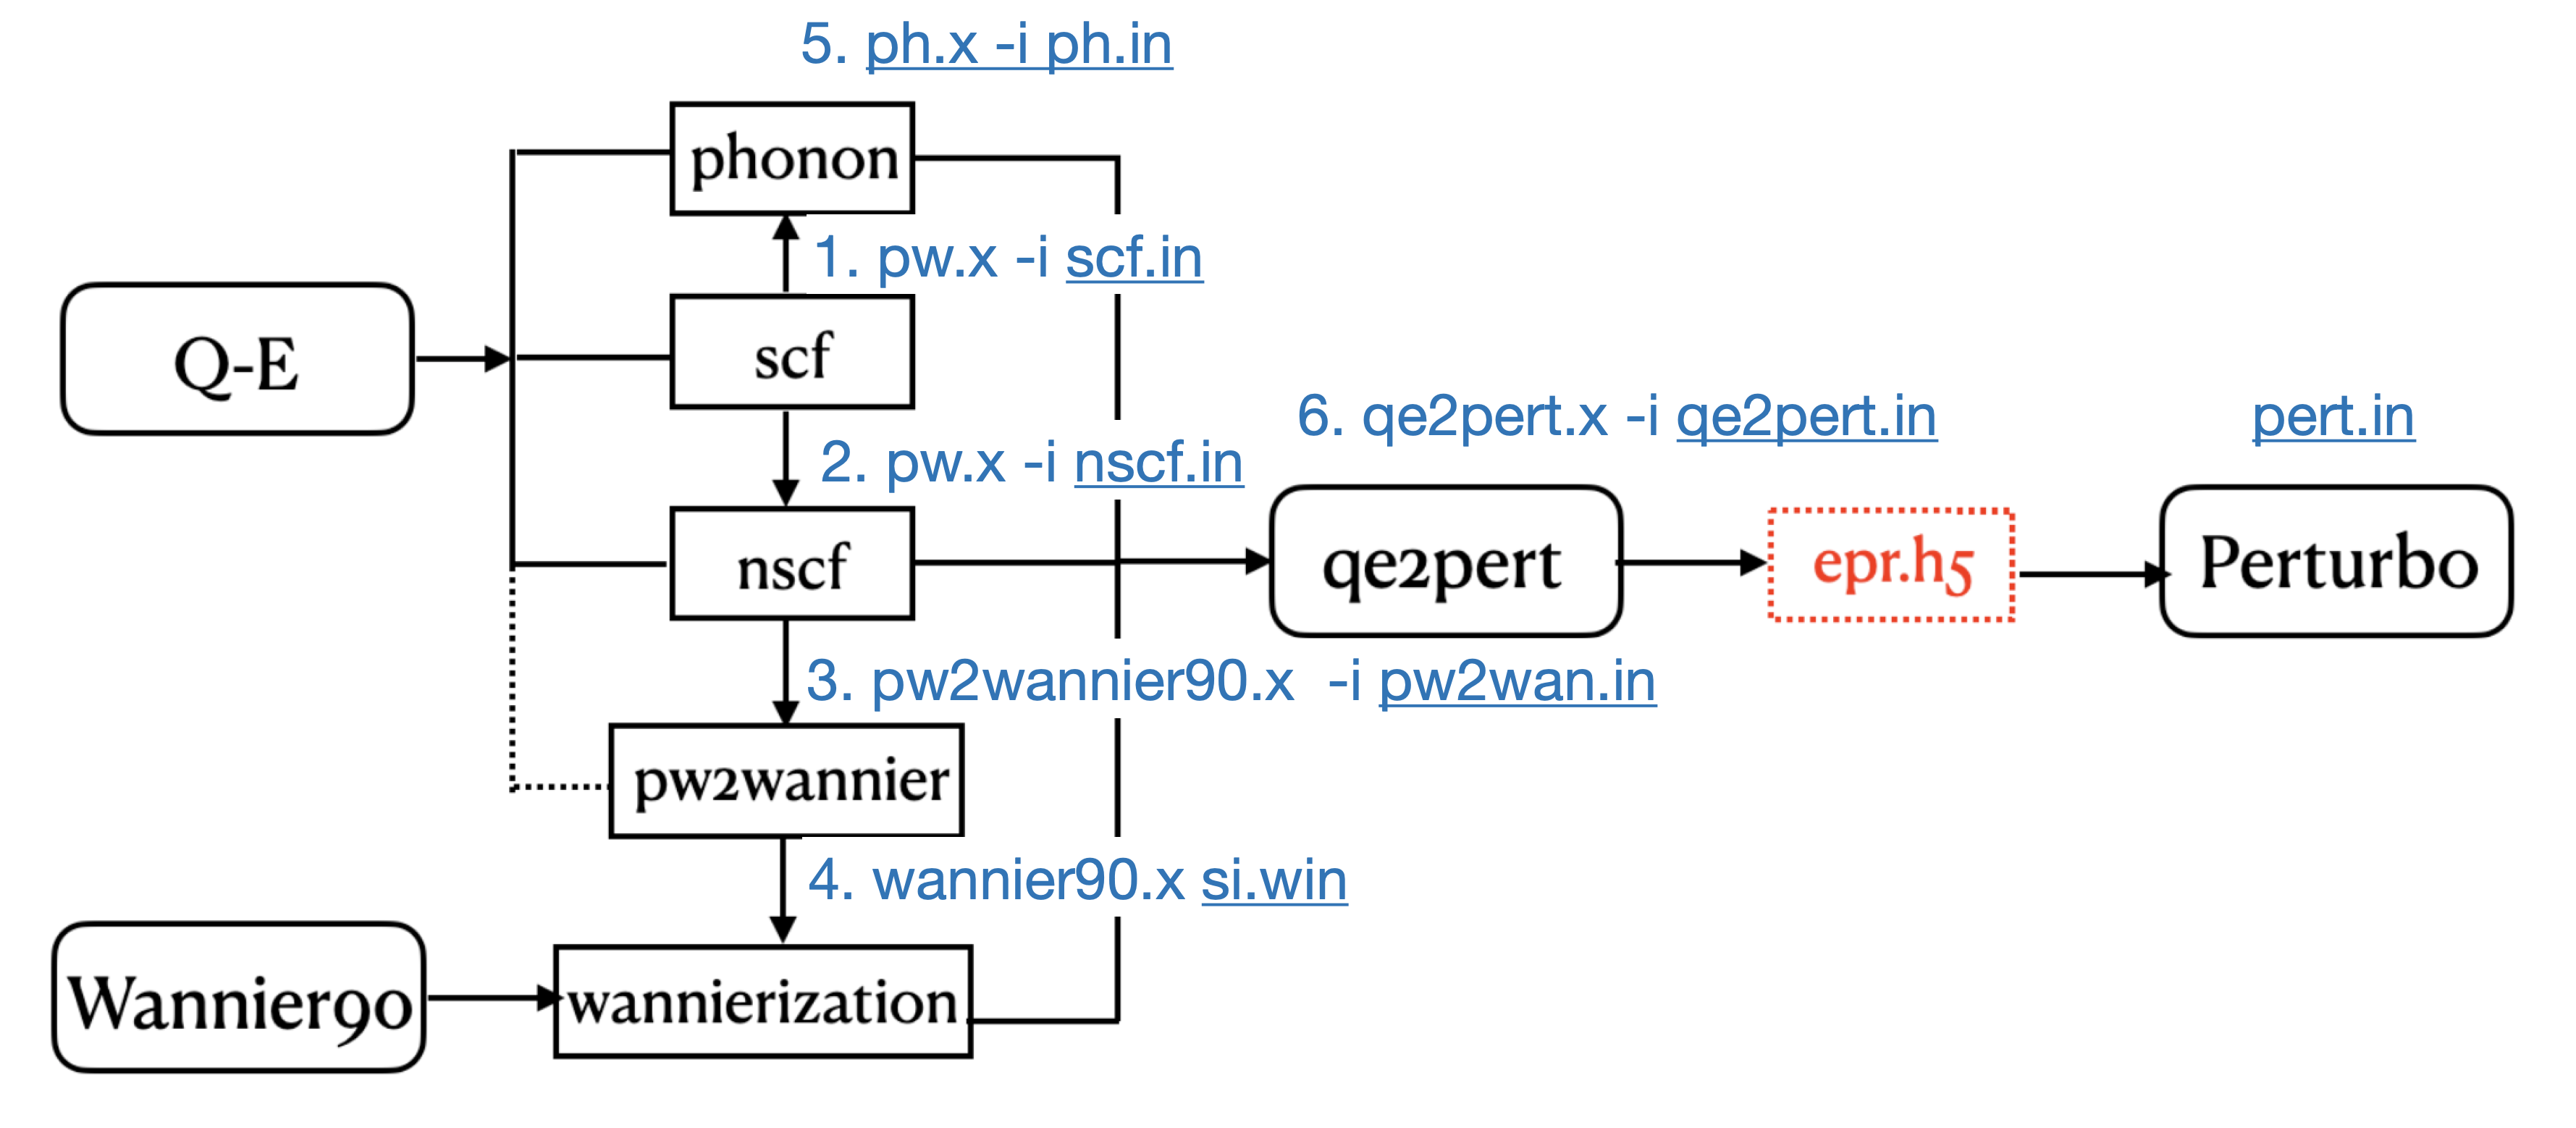 5. ph.x -i ph.in
phonon
1. pw.x -i scf.in
Q-E
scf
6. qe2pert.x -i qe2pert.in
pert.in
2. pw.x -i nscf.in
nscf
qe2pert
epr.h5
Perturbo
3. pw2wannier90.x -i pw2wan.in
pw2wannier
4. wannier90.x si.win
Wannier90
wannierization